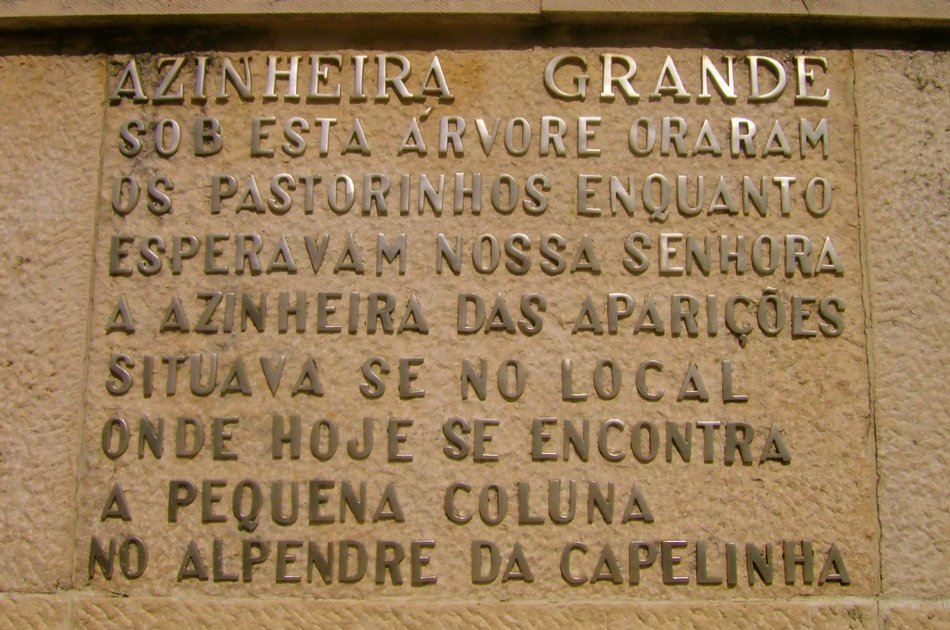 AZINHEIRA GRANDE
SOB ESTA ÁRVORE ORARAM
OS PASTORINHOS ENQUANTO
ESPERAVAM NOSSA SENHORA
A AZINHEIRA DAS APARIÇÕES
SITUAVA SE NO LOCAL
ONDE HOJE SE ENCONTRA
A PEQUENA COLUNA
NO ALPENDRE DA CAPELINHA